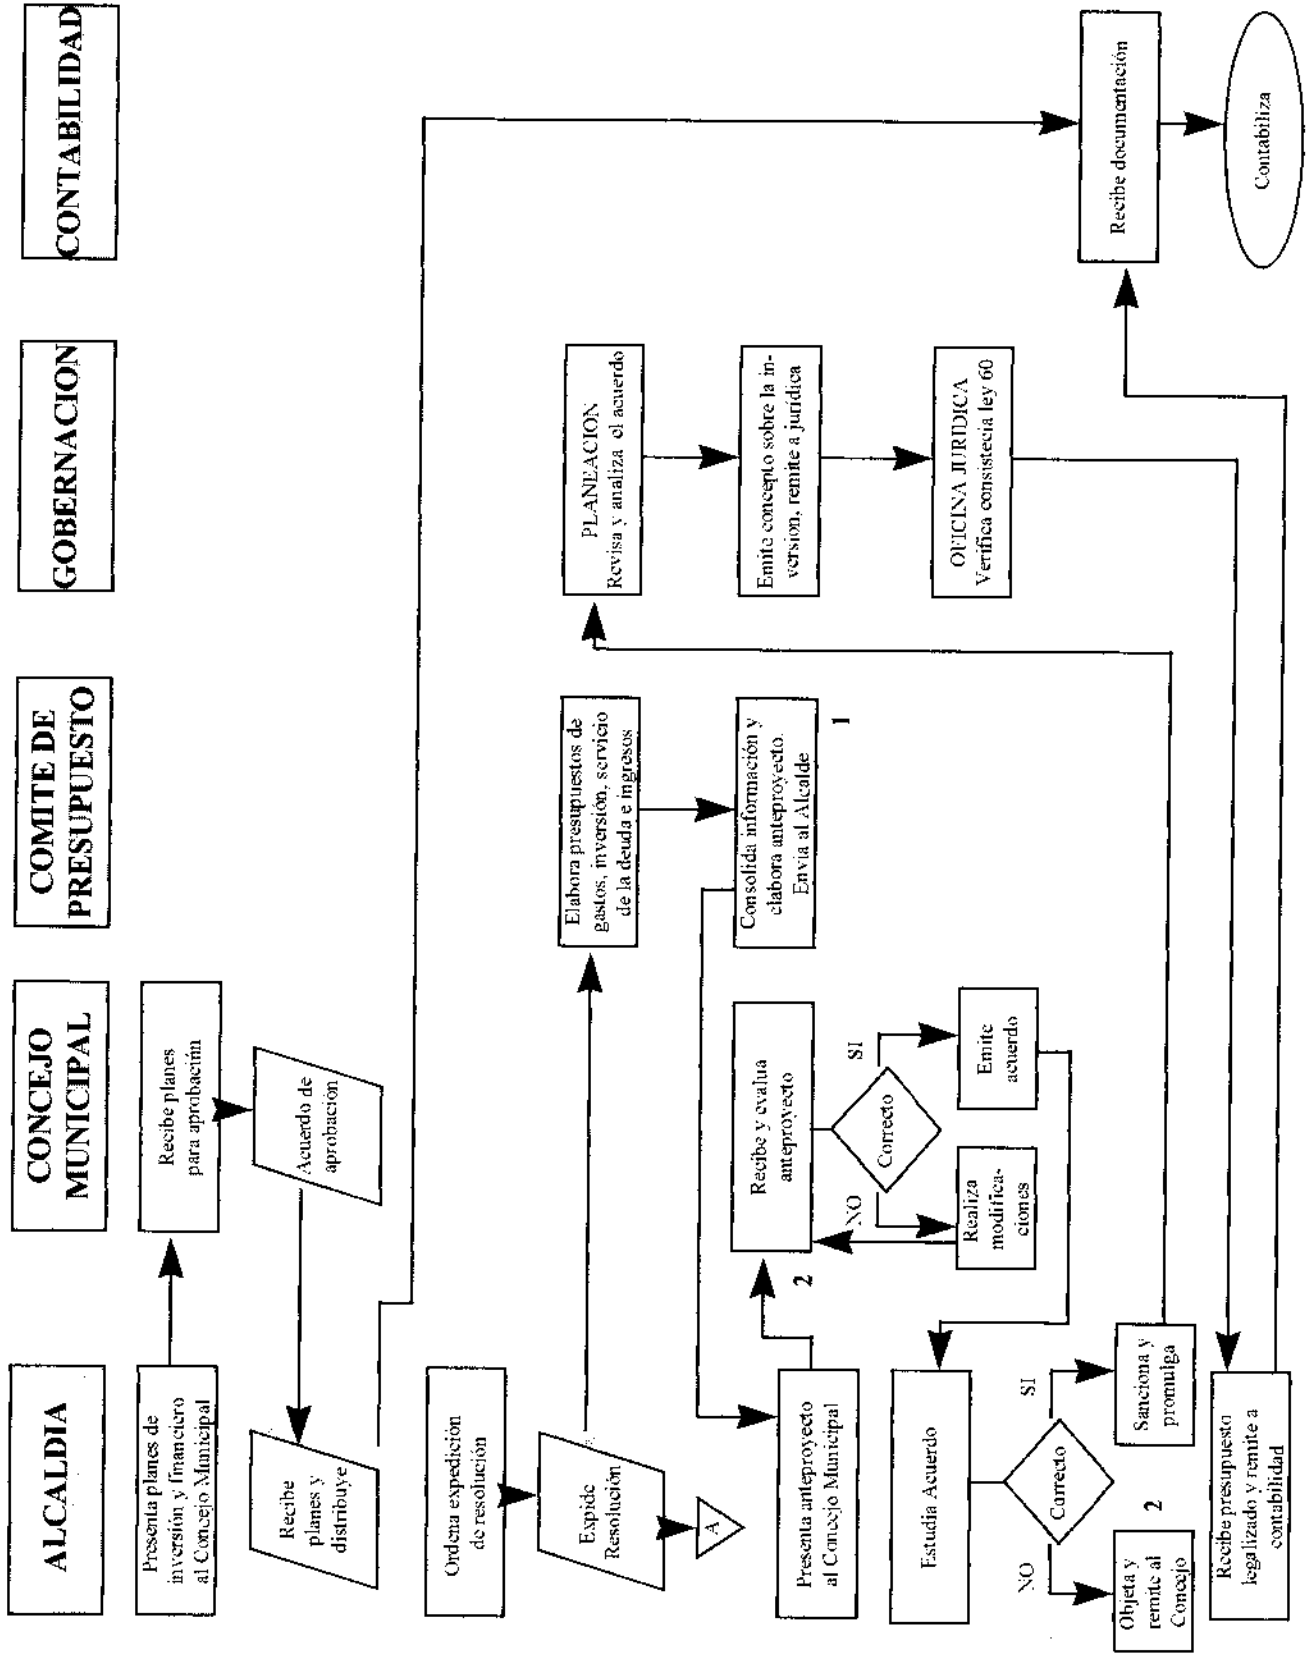 ALCALDIA
CONCEJO
MUNICIPAL
COMITE DE
PRESUPUESTO
GOBERNACION
CONTABILIDAD
Presenta planes de
inversión y financiero
al Concejo Municipal
Recibe planes
para aprobación
Acuerdo de
aprobación
Recibe
planes y
distribuye
Ordena expedición
de resolución
Expide
Resolución
A
Elabora presupuestos de
gastos, inversión, servicio
de la deuda e ingresos
Consolida información y
elabora anteproyecto.
Envia al Alcalde
1
Presenta anteproyecto
al Concejo Municipal
2
Recibe y evalua
anteproyecto
Correcto
NO
SI
Realiza
modifica-
ciones
Emite
acuerdo
Estudia Acuerdo
Correcto
NO
SI
Objeta y
remite al
Concejo
2
Sanciona y
promulga
PLANEACION
Revisa y analiza el acuerdo
Emite concepto sobre la in-
version, remite a jurídica
OFICINA JURIDICA
Verifica consistecia ley 60
Recibe presupuesto
legalizado y remite a
contabilidad
Recibe documentación
Contabiliza